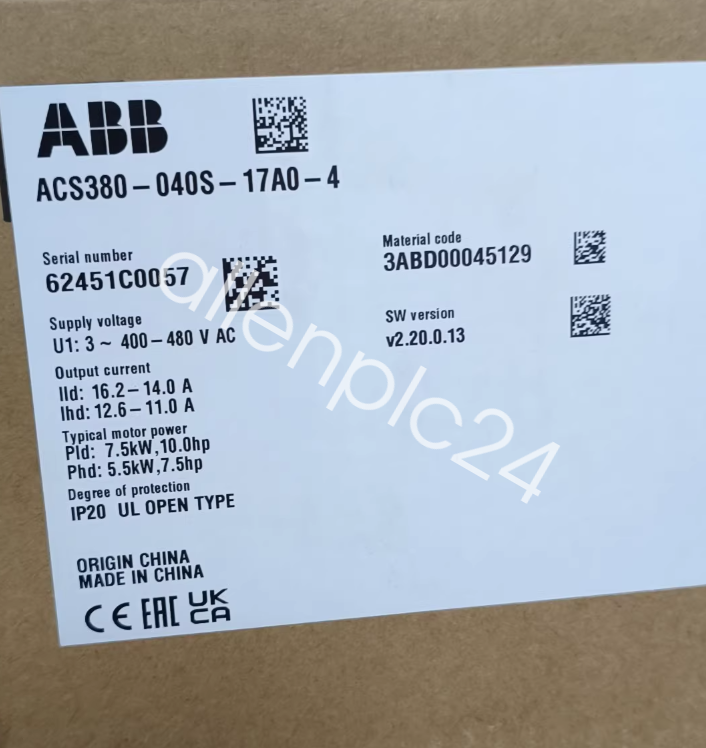 ABB
ACS380-040S-17A0-4
Serial number
62451C0057
Material code
3ABD00045129
Supply voltage
U1: 3~ 400-480 V AC
SW version
v2.20.0.13
Output current
Ild: 16.2-14.0 A
Ihd: 12.6-11.0 A
Typical motor power
Pld: 7.5kW,10.0hp
Phd: 5.5kW,7.5hp
Degree of protection
IP20 UL OPEN TYPE
ORIGIN CHINA
MADE IN CHINA
CE EAC UK
CA
allenplc24